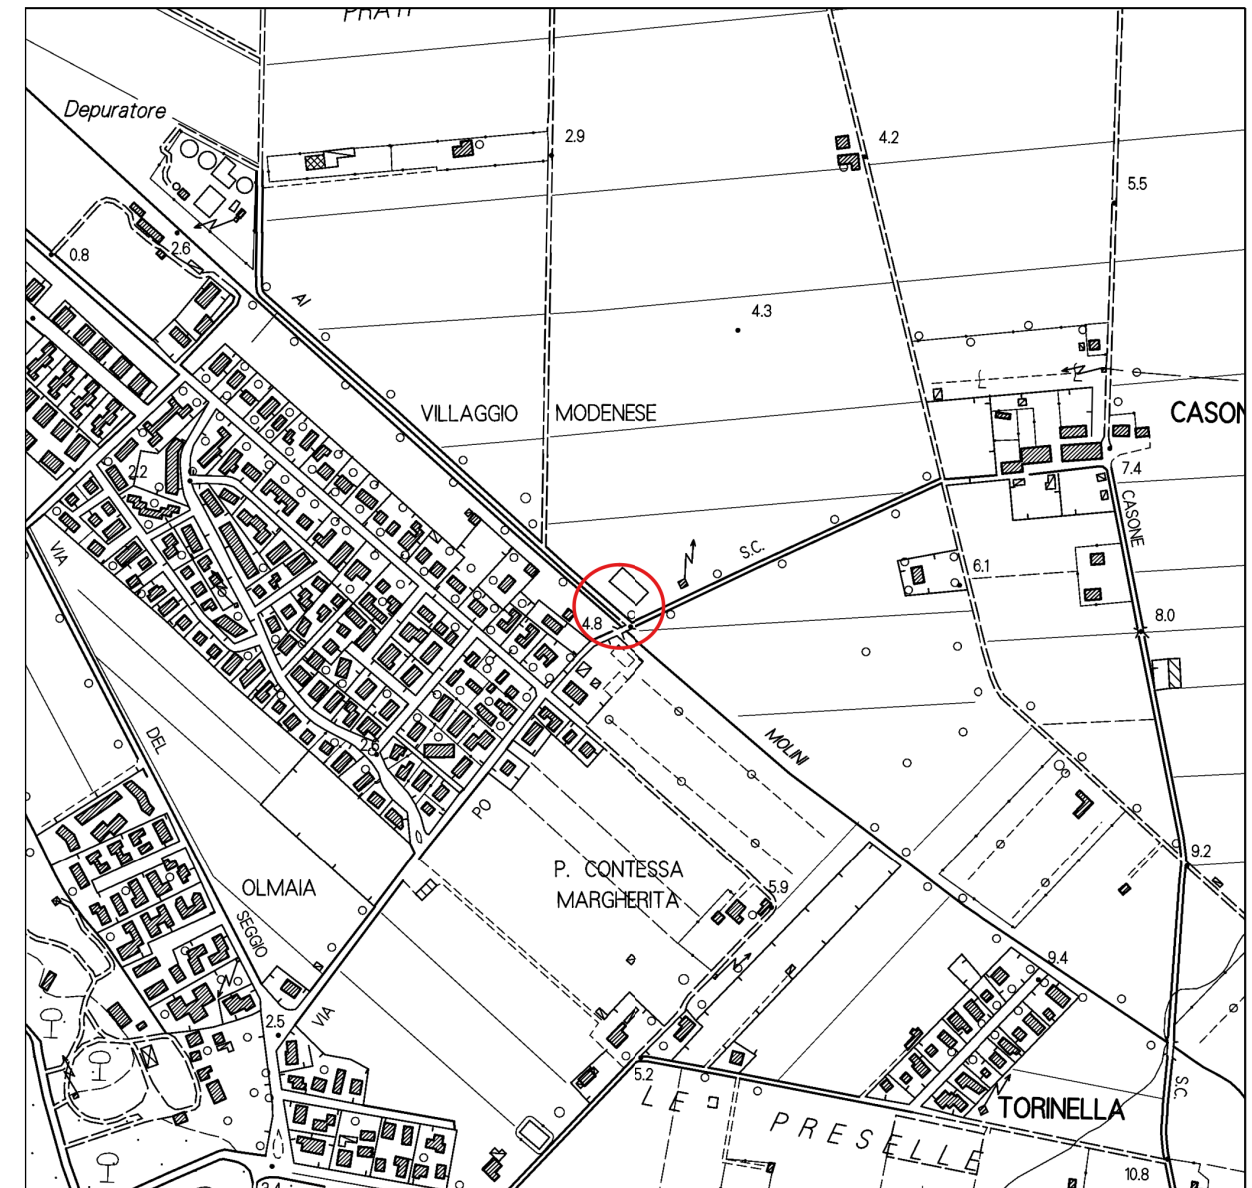 PRATI
Depuratore
2.9
4.2
5.5
2.6
0.8
AI
4.3
VILLAGGIO MODENESE
CASON
2.2
7.4
CASONE
VIA
S.C.
6.1
4.8
8.0
DEL
2.6
MOLINI
PO
9.2
P. CONTESSA
MARGHERITA
OLMAIA
5.9
SEGGIO
9.4
VIA
2.5
5.2
LE PRESELLE
TORINELLA
S.C.
10.8